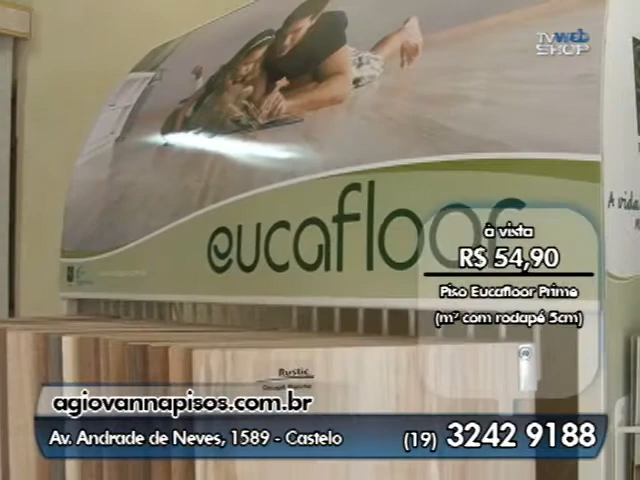 TV WEB
SHOP
eucafloor
A vida
à vista
R$ 54,90
Piso Eucafloor Prime
(m² com rodapé 5cm)
Rustic
agiovannapisos.com.br
Av. Andrade de Neves, 1589 - Castelo
(19) 3242 9188